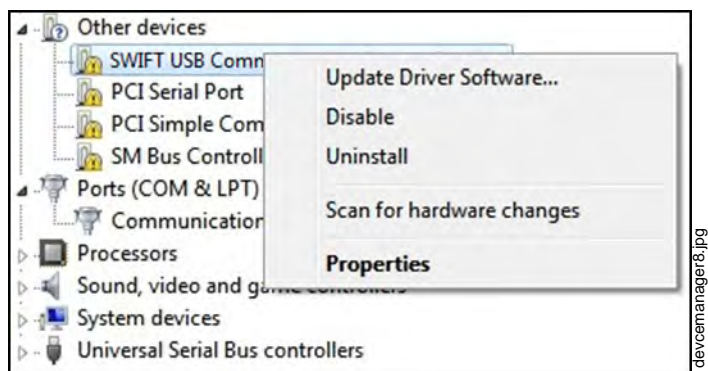 Other devices
SWIFT USB Comm
PCI Serial Port
PCI Simple Com
SM Bus Controll
Ports (COM & LPT)
Communication
Processors
Sound, video and game controllers
System devices
Universal Serial Bus controllers
Update Driver Software...
Disable
Uninstall
Scan for hardware changes
Properties
devcemanager8.jpg